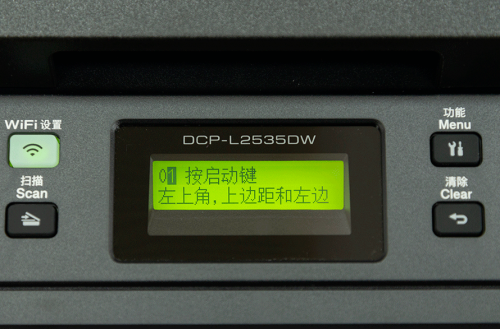 WiFi 设置
扫描
Scan
DCP-L2535DW
01 按启动键
左上角,上边距和左边
功能
Menu
清除
Clear